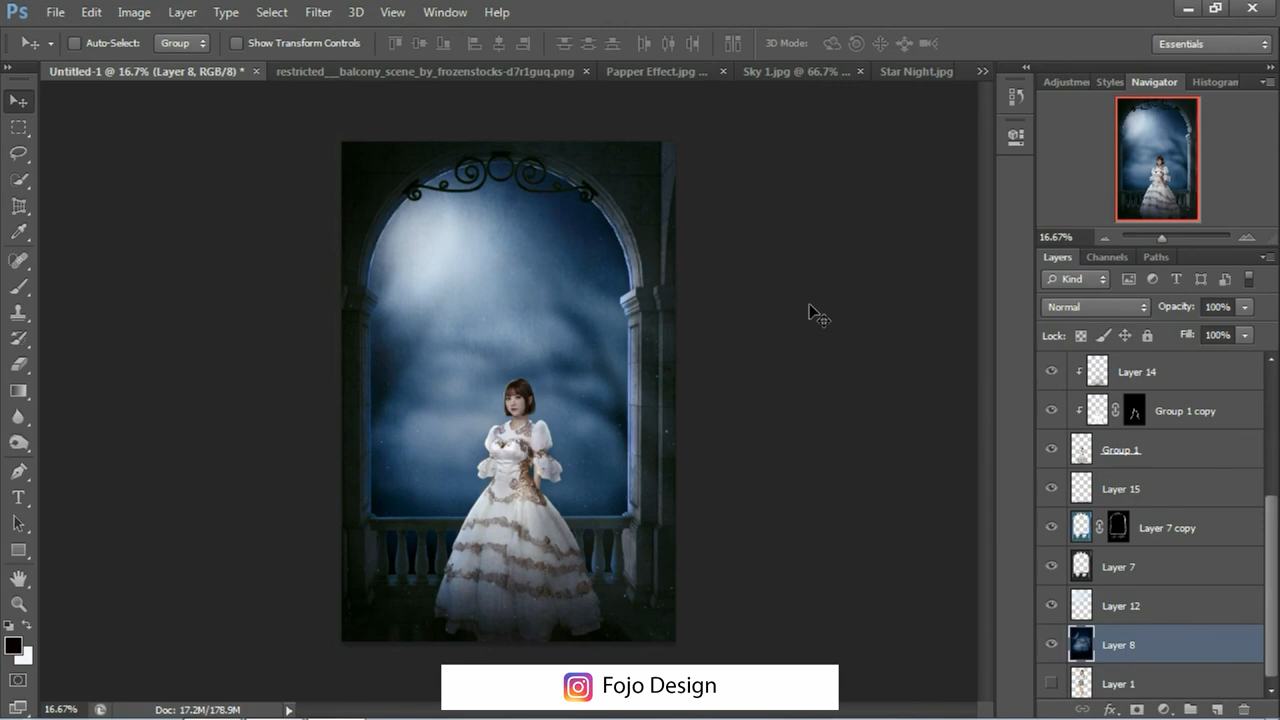 Ps File Edit Image Layer Type Select Filter 3D View Window Help
Auto-Select: Group Show Transform Controls 3D Mode: Essentials
Untitled-1 @ 16.7% (Layer 8, RGB/8) * × restricted__balcony_scene_by_frozenstocks-d7r1guq.png × Papper Effect.jpg ... × Sky 1.jpg @ 66.7% ... × Star Night.jpg
Adjustmen Styles Navigator Histogram
16.67%
Layers Channels Paths
Kind
Normal Opacity: 100%
Lock: Fill: 100%
Layer 14
Group 1 copy
Group 1
Layer 15
Layer 7 copy
Layer 7
Layer 12
Layer 8
Layer 1
Fojo Design
16.67% Doc: 17.2M/178.9M